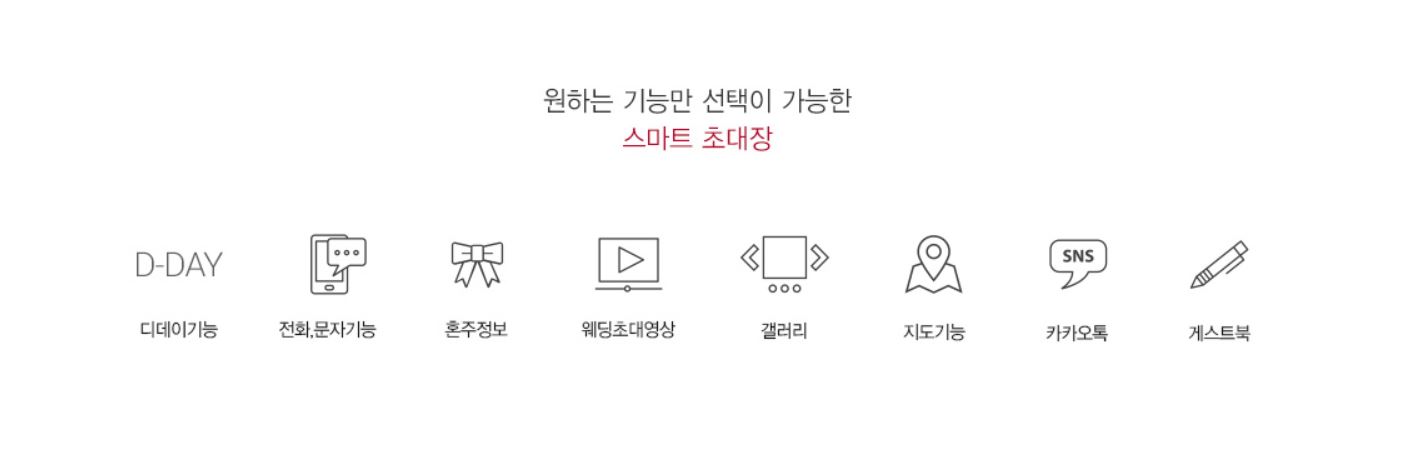 원하는 기능만 선택이 가능한
스마트 초대장
D-DAY
SNS
디데이기능
전화,문자기능
혼주정보
웨딩초대영상
갤러리
지도기능
카카오톡
게스트북